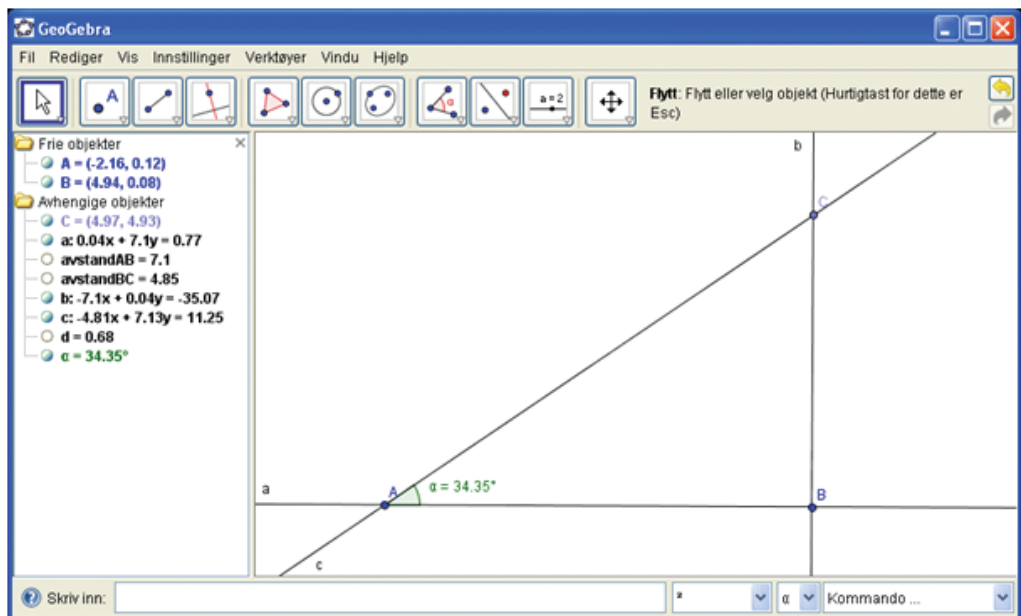 GeoGebra
Fil Rediger Vis Innstillinger Verktøyer Vindu Hjelp
A
α
a=2
Flytt: Flytt eller velg objekt (Hurtigtast for dette er
Esc)
Frie objekter
A = (-2.16, 0.12)
B = (4.94, 0.08)
Avhengige objekter
C = (4.97, 4.93)
a: 0.04x + 7.1y = 0.77
avstandAB = 7.1
avstandBC = 4.85
b: -7.1x + 0.04y = -35.07
c: -4.81x + 7.13y = 11.25
d = 0.68
α = 34.35°
b
C
a
A
α = 34.35°
B
c
Skriv inn:
²
α
Kommando ...